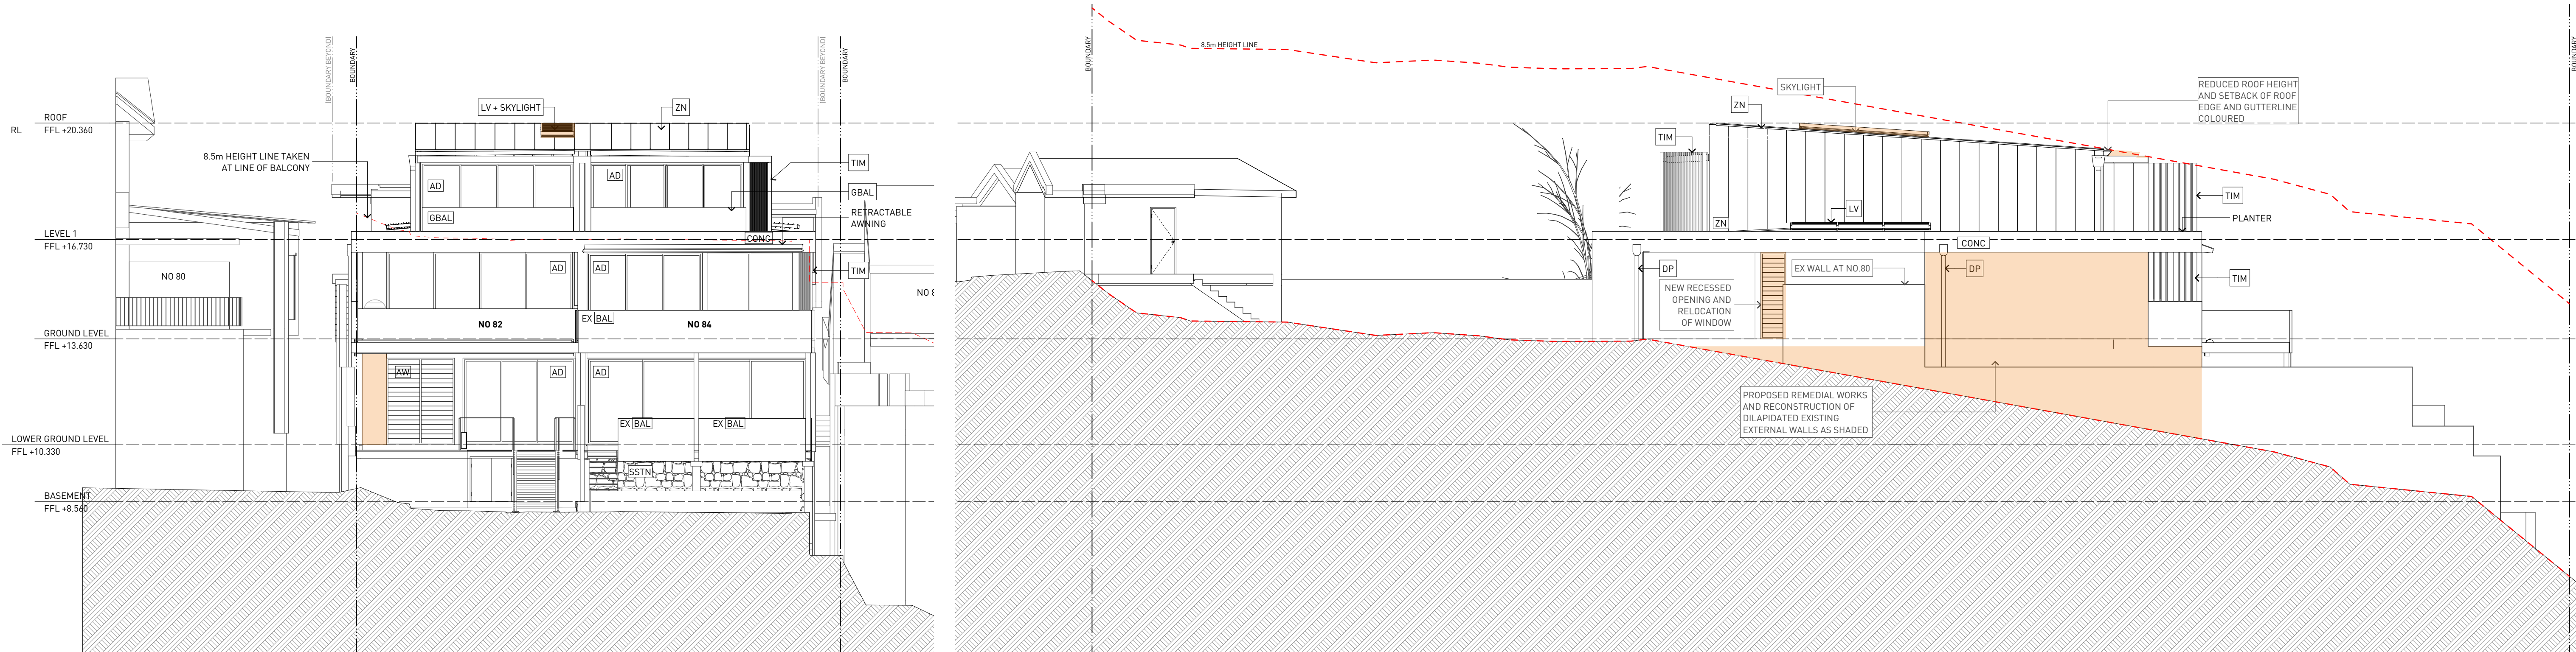 BOUNDARY BEYOND
BOUNDARY
BOUNDARY BEYOND
BOUNDARY
ROOF
RL
FFL +20.360
8.5m HEIGHT LINE TAKEN
AT LINE OF BALCONY
LV + SKYLIGHT
ZN
TIM
AD
AD
GBAL
GBAL
RETRACTABLE
AWNING
LEVEL 1
FFL +16.730
CONC
NO 80
AD
AD
TIM
EX BAL
NO 82
NO 84
GROUND LEVEL
FFL +13.630
AW
AD
AD
EX BAL
EX BAL
LOWER GROUND LEVEL
FFL +10.330
SSTN
BASEMENT
FFL +8.560
BOUNDARY
8.5m HEIGHT LINE
BOUNDARY
SKYLIGHT
ZN
REDUCED ROOF HEIGHT
AND SETBACK OF ROOF
EDGE AND GUTTERLINE
COLOURED
TIM
TIM
LV
ZN
PLANTER
CONC
DP
EX WALL AT NO.80
DP
TIM
NEW RECESSED
OPENING AND
RELOCATION
OF WINDOW
PROPOSED REMEDIAL WORKS
AND RECONSTRUCTION OF
DILAPIDATED EXISTING
EXTERNAL WALLS AS SHADED